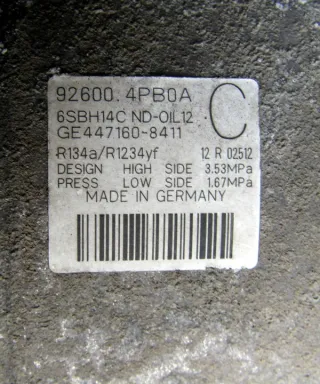 92600. 4PB0A C
6SBH14C ND-OIL12
GE447160-8411
R134a/R1234yf 12 R 02512
DESIGN HIGH SIDE 3.53MPa
PRESS LOW SIDE 1.67MPa
MADE IN GERMANY